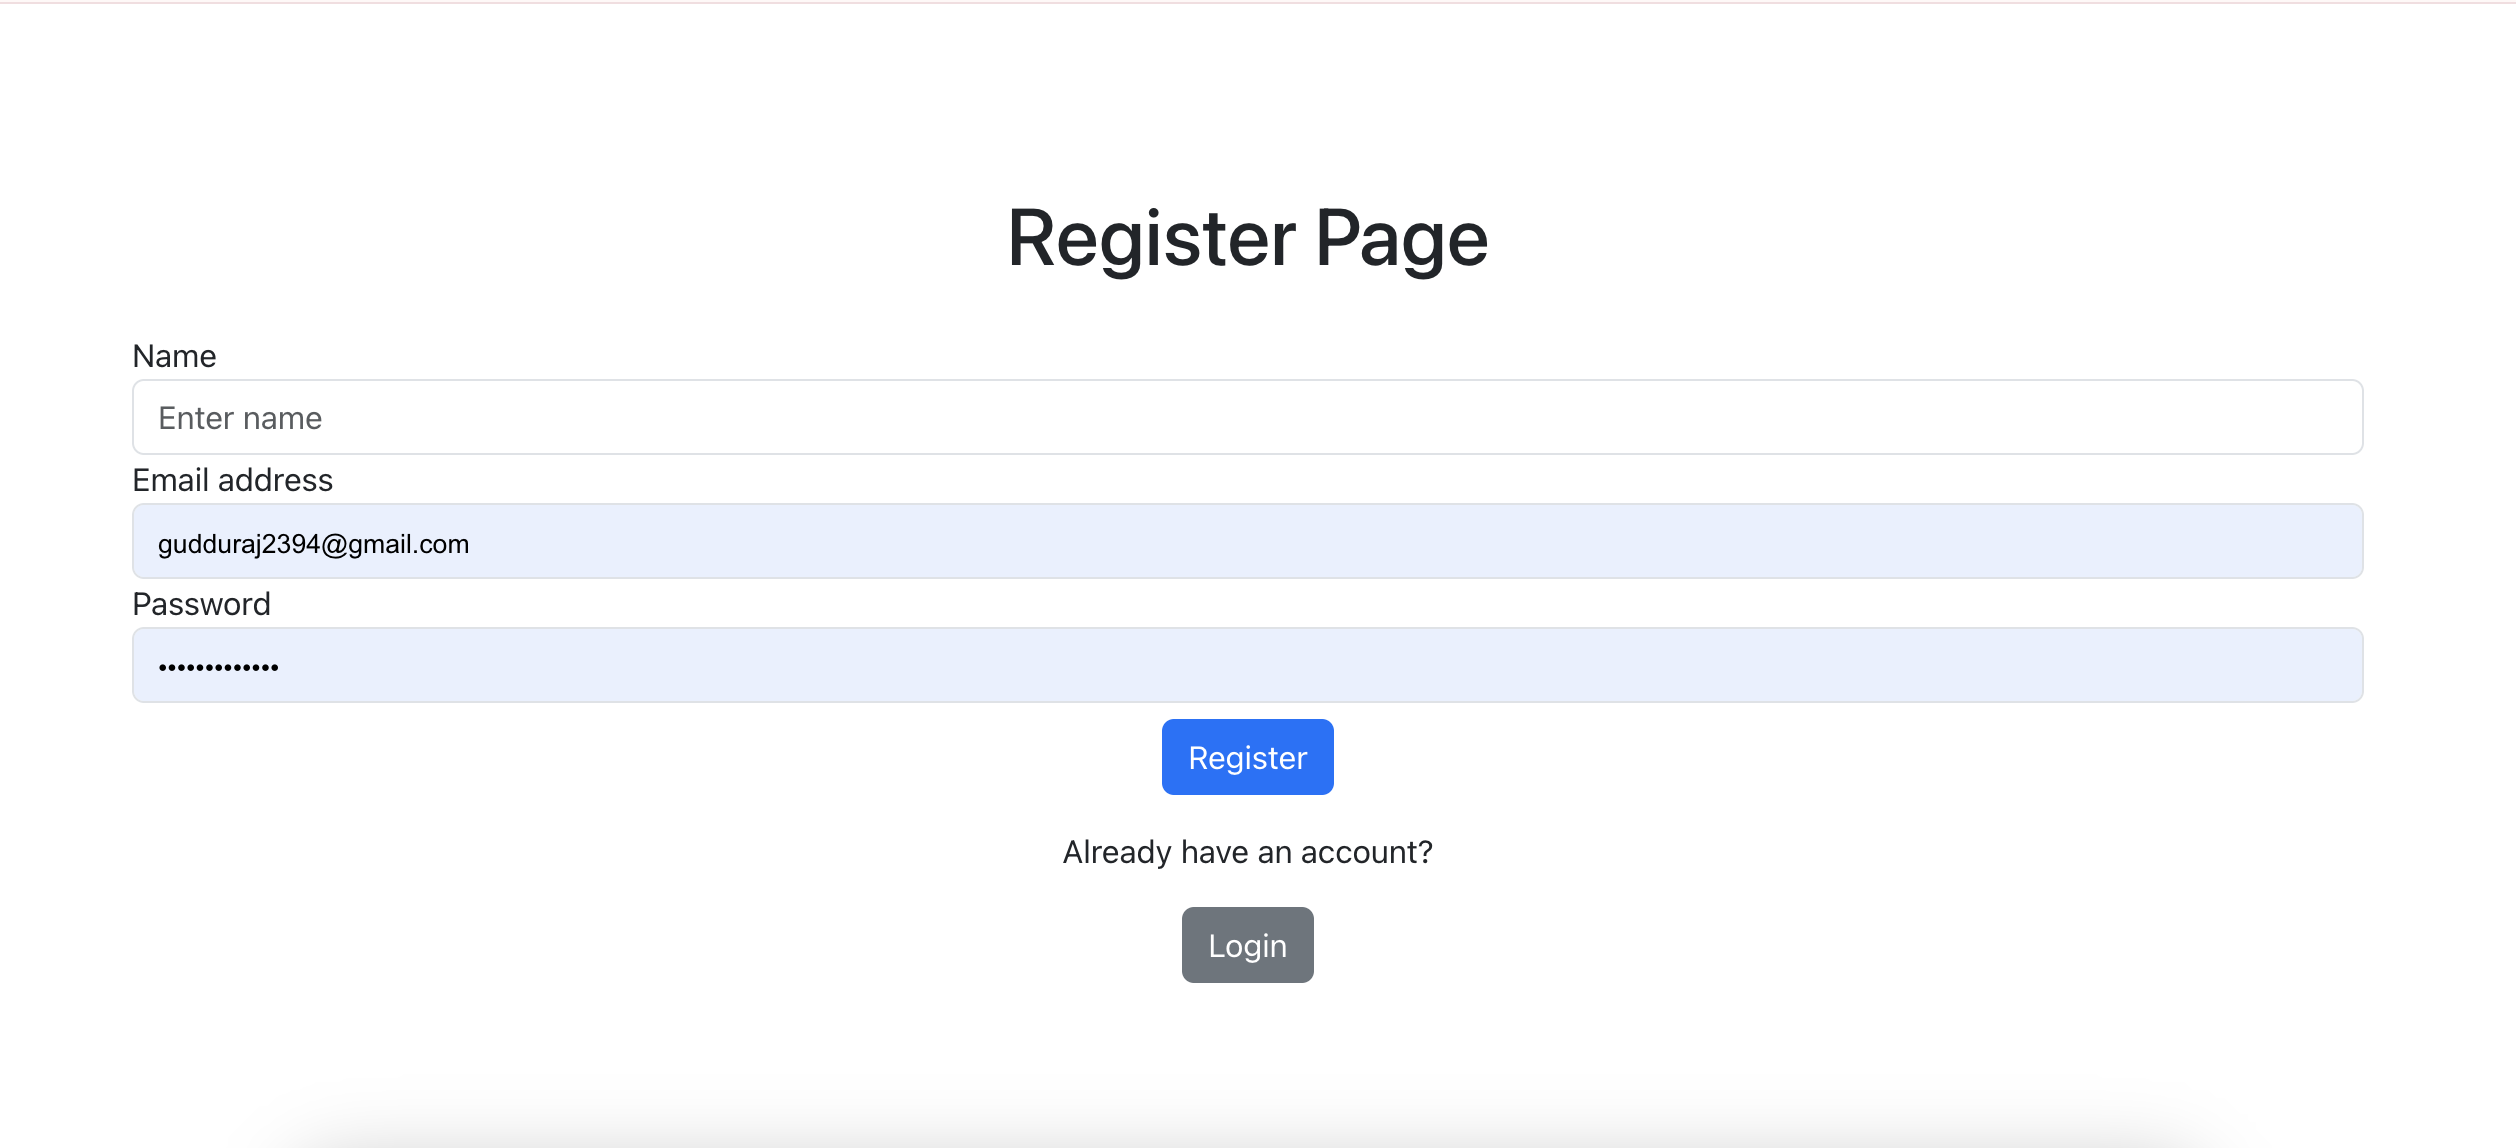 Register Page
Name
Enter name
Email address
gudduraj2394@gmail.com
Password
•••••••••••••
Register
Already have an account?
Login